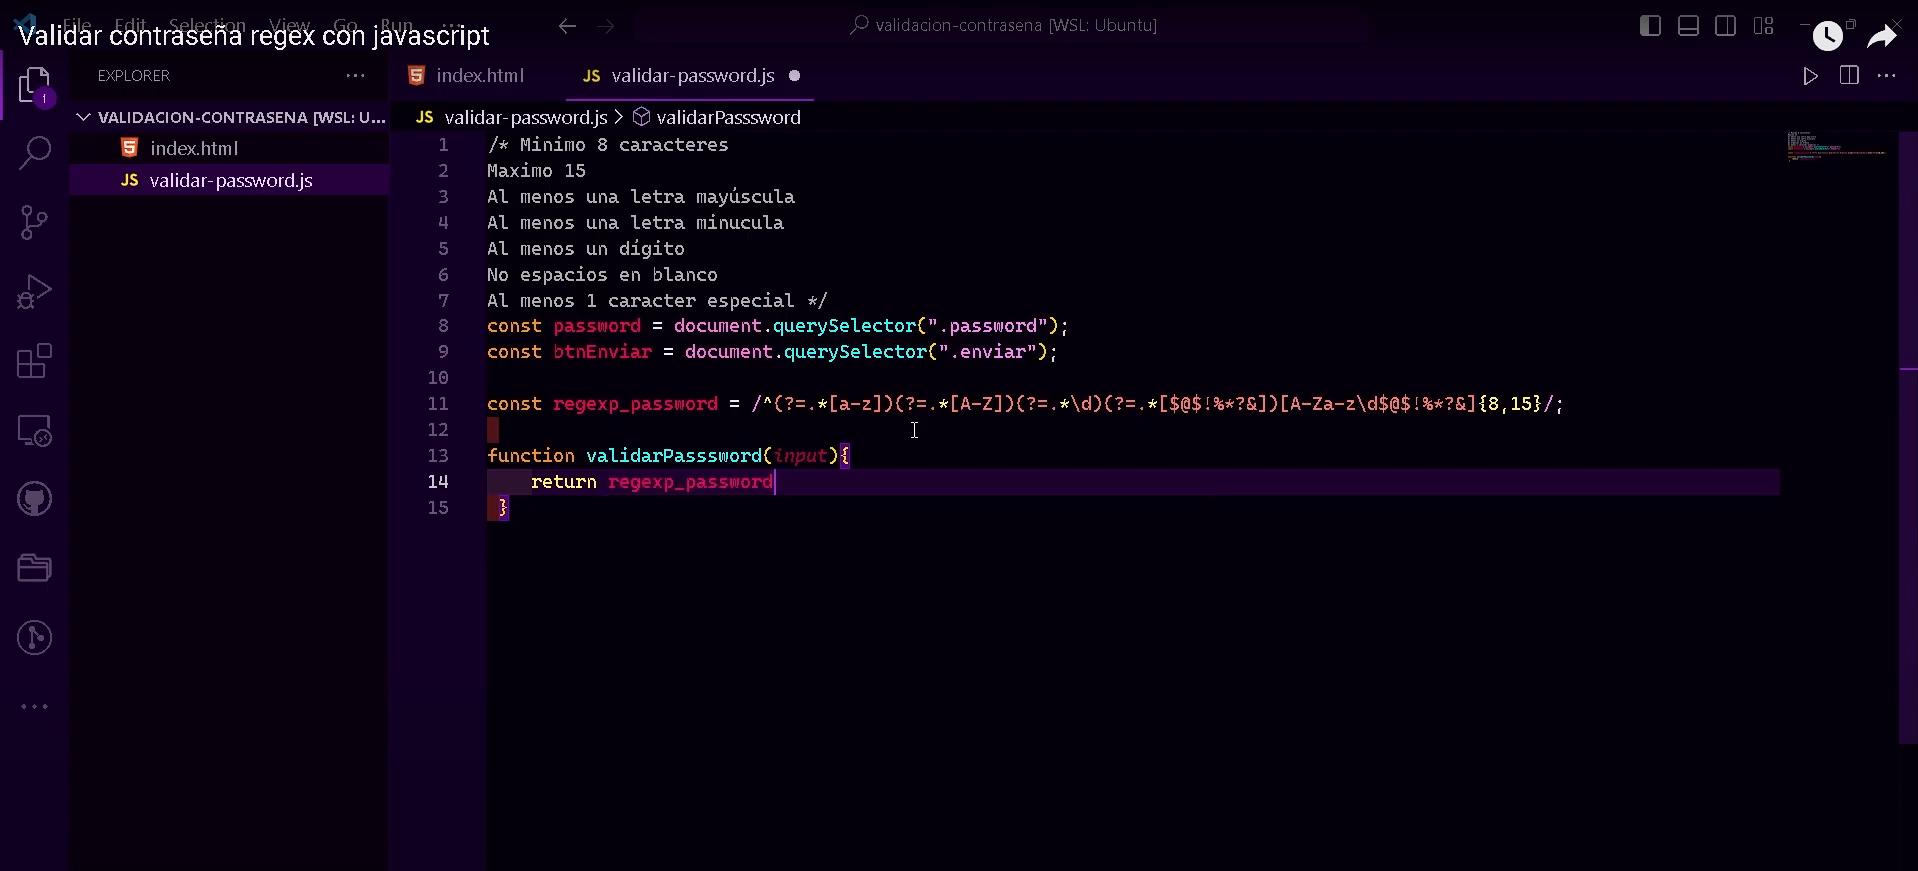 File Edit Selection View Go Run ...
Validar contraseña regex con javascript
validacion-contrasena [WSL: Ubuntu]
EXPLORER ...
index.html
JS validar-password.js
1
VALIDACION-CONTRASENA [WSL: U...
JS validar-password.js > validarPasssword
index.html
JS validar-password.js
1 /* Minimo 8 caracteres
2 Maximo 15
3 Al menos una letra mayúscula
4 Al menos una letra minucula
5 Al menos un dígito
6 No espacios en blanco
7 Al menos 1 caracter especial */
8 const password = document.querySelector(".password");
9 const btnEnviar = document.querySelector(".enviar");
10
11 const regexp_password = /^(?=.*[a-z])(?=.*[A-Z])(?=.*\d)(?=.*[$@$!%*?&])[A-Za-z\d$@$!%*?&]{8,15}/;
12
13 function validarPasssword(input){
14 return regexp_password
15 }